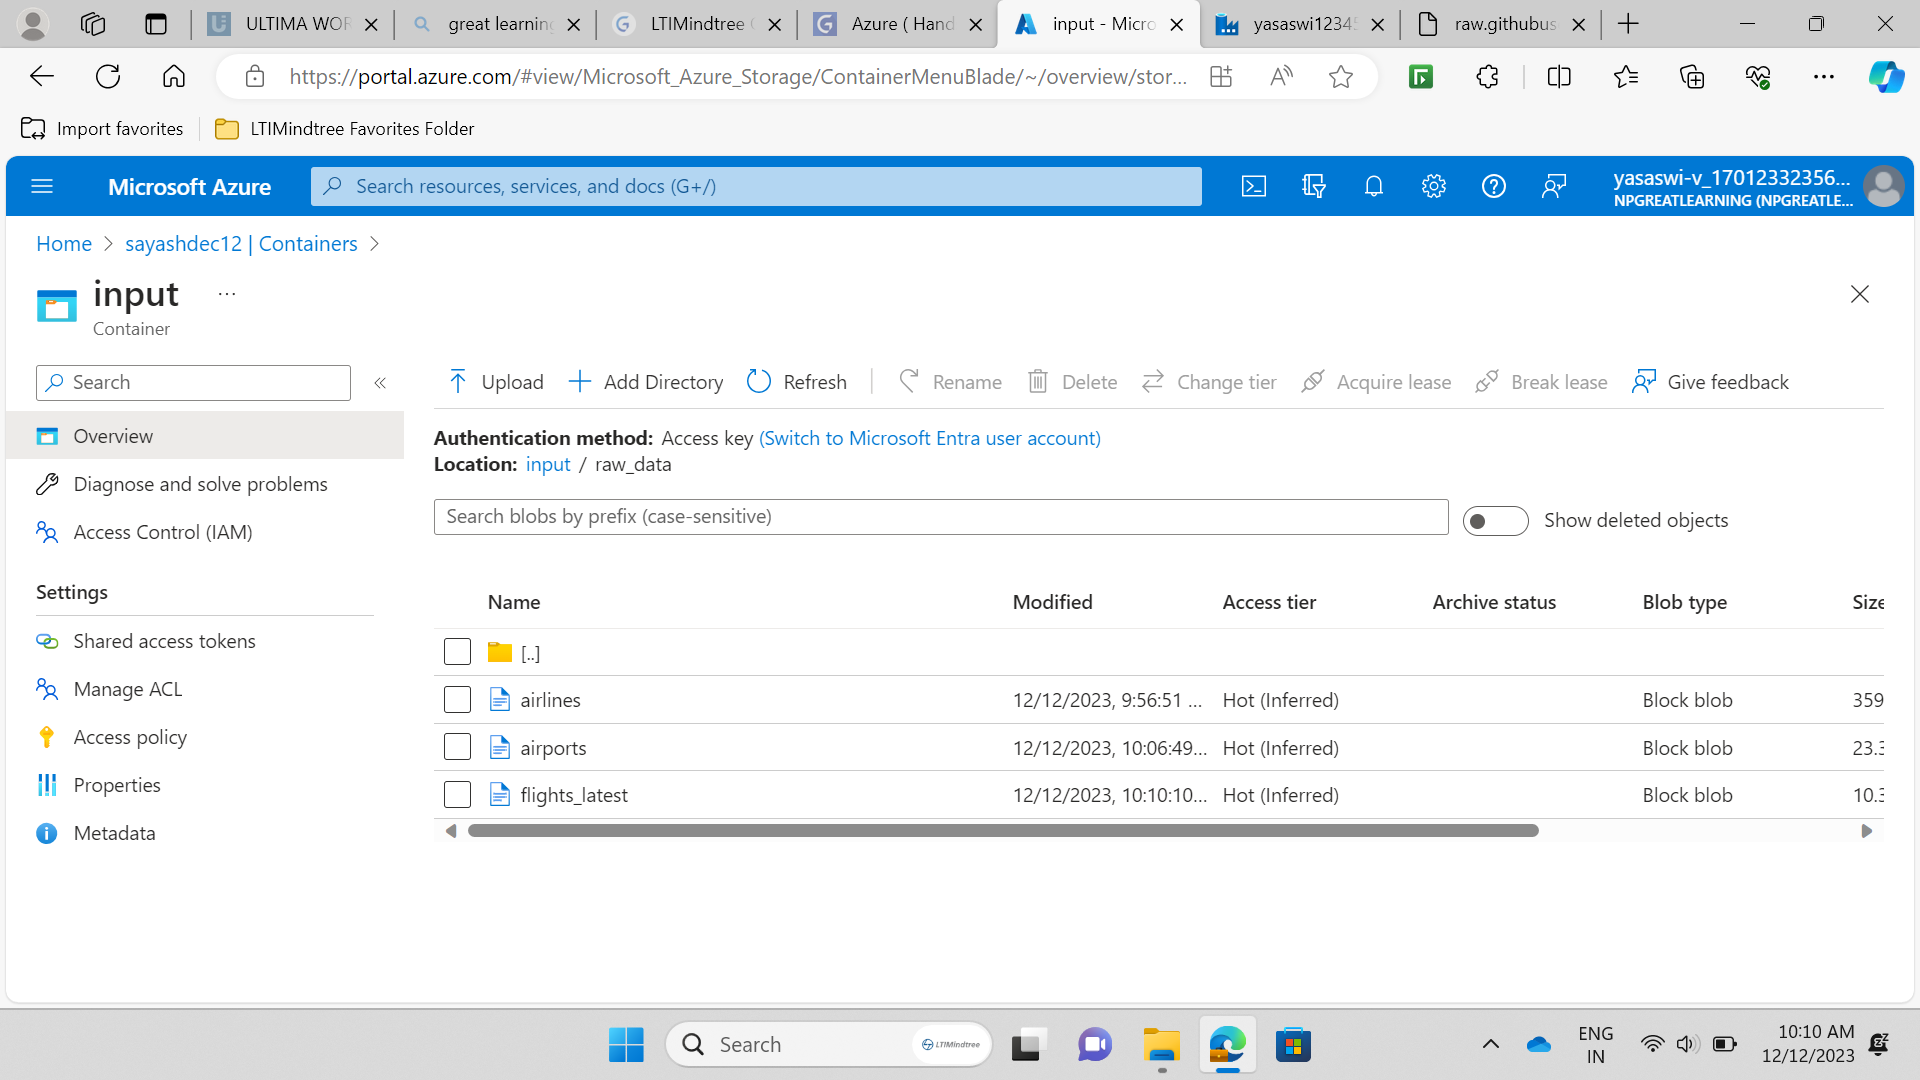 ULTIMA WOR
great learning
LTIMindtree
Azure ( Hand
input - Micro
yasaswi12345
raw.githubus
https://portal.azure.com/#view/Microsoft_Azure_Storage/ContainerMenuBlade/~/overview/stor...
Import favorites
LTIMindtree Favorites Folder
Microsoft Azure
Search resources, services, and docs (G+/)
yasaswi-v_17012332356...
NPGREATLEARNING (NPGREATLE...
Home > sayashdec12 | Containers >
input ...
Container
Search «
Upload
Add Directory
Refresh
Rename
Delete
Change tier
Acquire lease
Break lease
Give feedback
Overview
Diagnose and solve problems
Access Control (IAM)
Settings
Shared access tokens
Manage ACL
Access policy
Properties
Metadata
Authentication method: Access key (Switch to Microsoft Entra user account)
Location: input / raw_data
Search blobs by prefix (case-sensitive)
Show deleted objects
Name Modified Access tier Archive status Blob type Size
[..]
airlines 12/12/2023, 9:56:51 ... Hot (Inferred) Block blob 359
airports 12/12/2023, 10:06:49... Hot (Inferred) Block blob 23.3
flights_latest 12/12/2023, 10:10:10... Hot (Inferred) Block blob 10.3
Search
LTIMindtree
ENG
IN
10:10 AM
12/12/2023